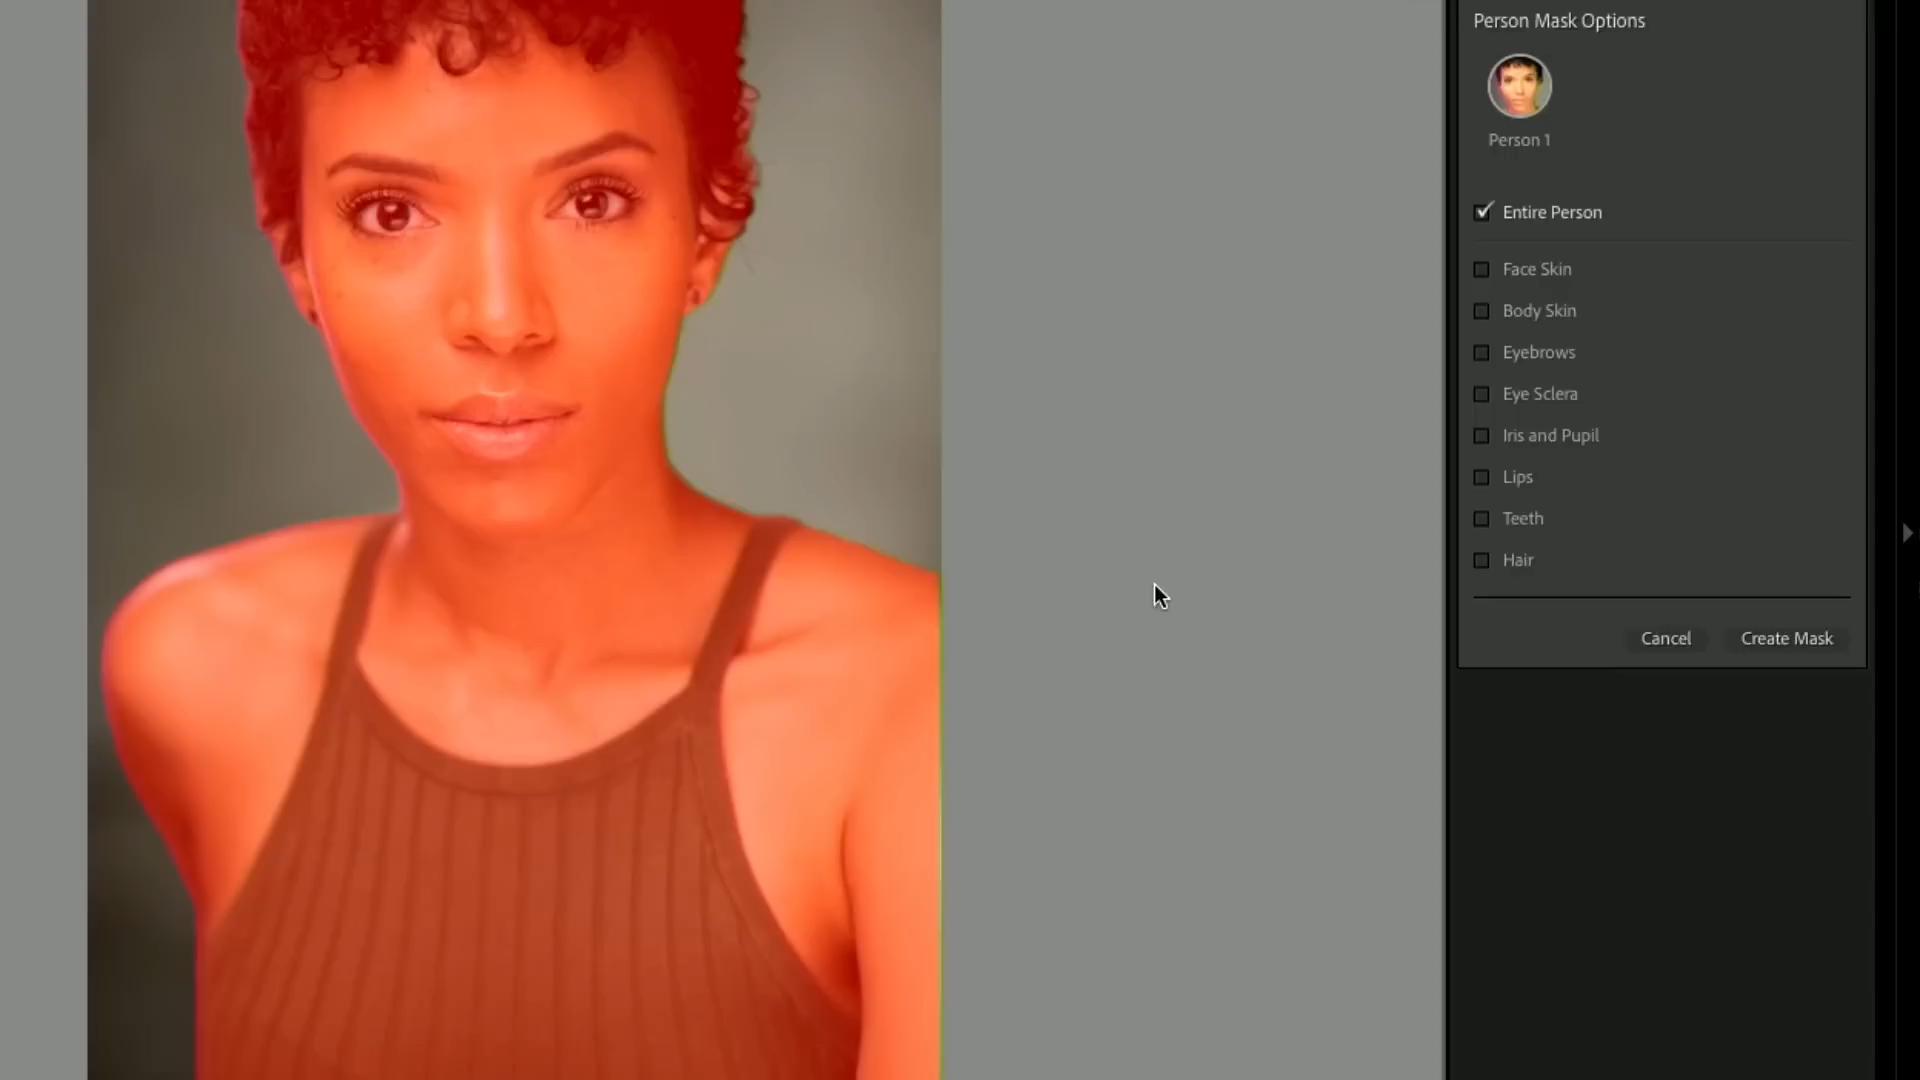 Person Mask Options
Person 1
Entire Person
Face Skin
Body Skin
Eyebrows
Eye Sclera
Iris and Pupil
Lips
Teeth
Hair
Cancel
Create Mask